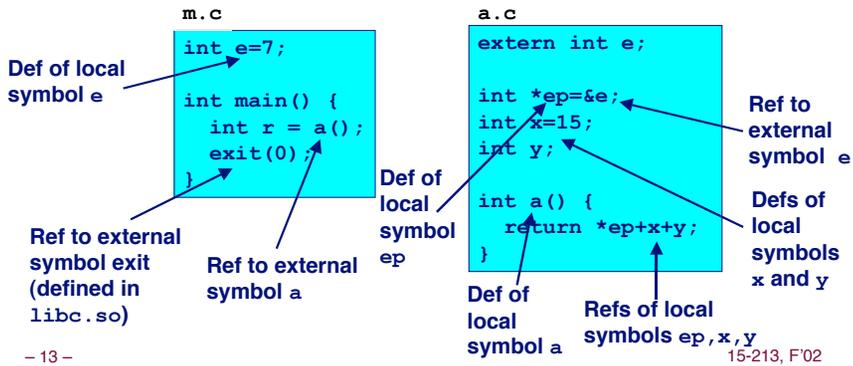 m.c
int e=7;
int main() {
int r = a();
exit(0);
}
Def of local
symbol e
Ref to external
symbol exit
(defined in
libc.so)
Ref to external
symbol a
a.c
extern int e;
int *ep=&e;
int x=15;
int y;
int a() {
return *ep+x+y;
}
Def of
local
symbol
ep
Ref to
external
symbol e
Defs of
local
symbols
x and y
Def of
local
symbol a
Refs of local
symbols ep,x,y
– 13 –
15-213, F'02